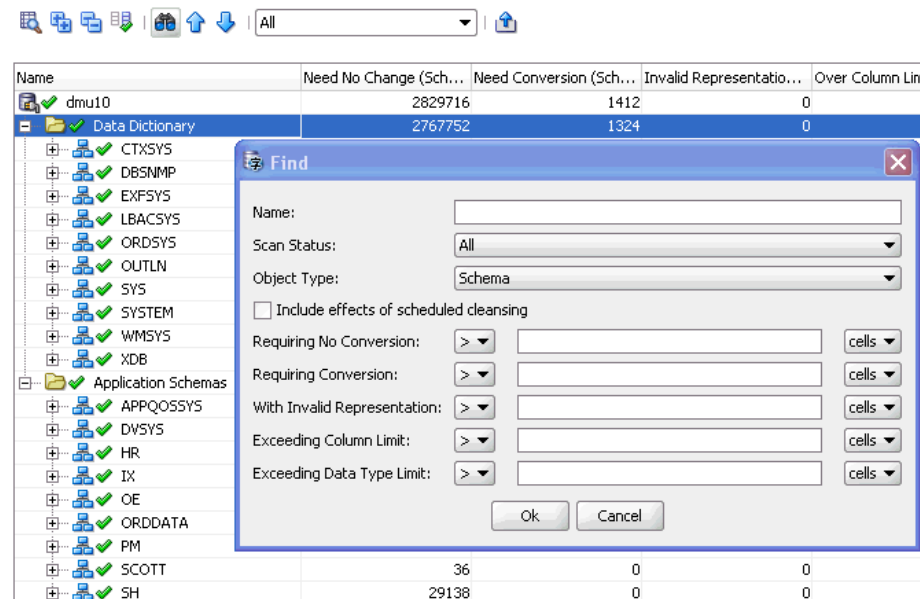 All
Name Need No Change (Sch... Need Conversion (Sch... Invalid Representatio... Over Column Lin
dmu10 2829716 1412 0
Data Dictionary 2767752 1324 0
CTXSYS
DBSNMP
EXFSYS
LBACSYS
ORDSYS
OUTLN
SYS
SYSTEM
WMSYS
XDB
Application Schemas
APPQOSSYS
DVSYS
HR
IX
OE
ORDDATA
PM
SCOTT 36 0 0
SH 29138 0 0
Find
Name:
Scan Status: All
Object Type: Schema
Include effects of scheduled cleansing
Requiring No Conversion: > cells
Requiring Conversion: > cells
With Invalid Representation: > cells
Exceeding Column Limit: > cells
Exceeding Data Type Limit: > cells
Ok Cancel